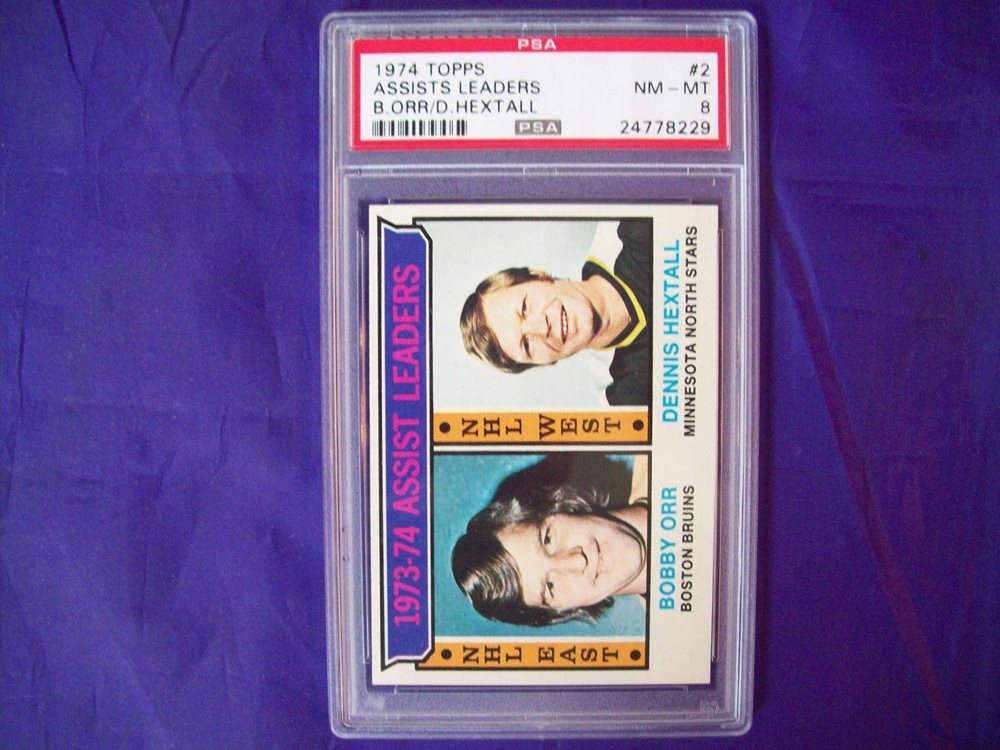 PSA
1974 TOPPS #2
ASSISTS LEADERS NM - MT
B.ORR/D.HEXTALL 8
PSA 24778229
1973-74 ASSIST LEADERS
NHL EAST
NHL WEST
BOBBY ORR
BOSTON BRUINS
DENNIS HEXTALL
MINNESOTA NORTH STARS